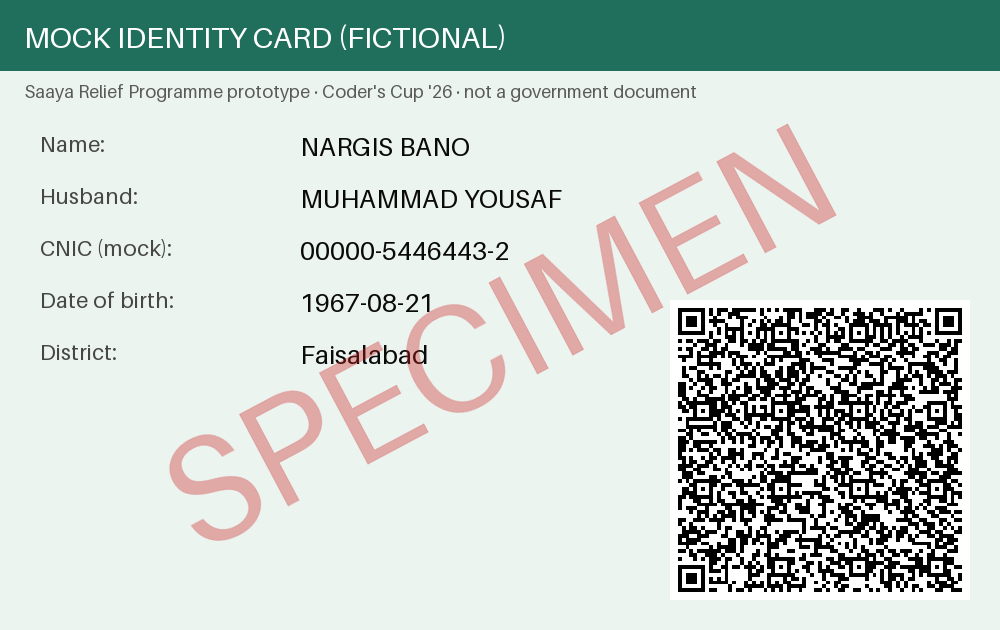 MOCK IDENTITY CARD (FICTIONAL)
Saaya Relief Programme prototype · Coder's Cup '26 · not a government document
Name: NARGIS BANO
Husband: MUHAMMAD YOUSAF
CNIC (mock): 00000-5446443-2
Date of birth: 1967-08-21
District: Faisalabad
SPECIMEN